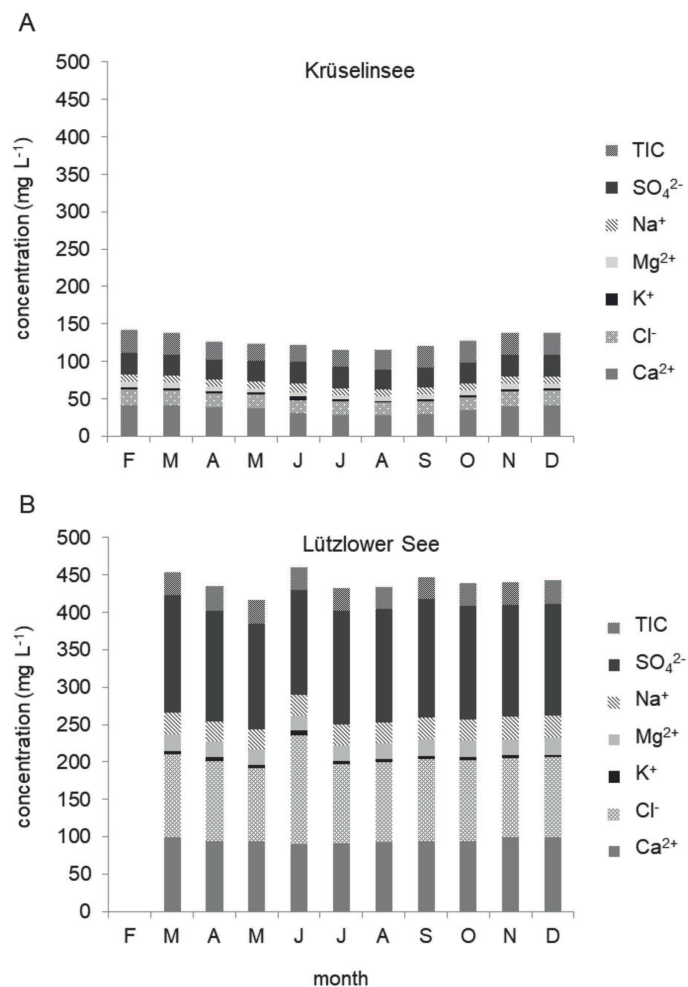 A
Krüselinsee
concentration (mg L⁻¹)
500
450
400
350
300
250
200
150
100
50
0
F M A M J J A S O N D
TIC
SO₄²⁻
Na⁺
Mg²⁺
K⁺
Cl⁻
Ca²⁺
B
Lützlower See
concentration (mg L⁻¹)
500
450
400
350
300
250
200
150
100
50
0
F M A M J J A S O N D
TIC
SO₄²⁻
Na⁺
Mg²⁺
K⁺
Cl⁻
Ca²⁺
month